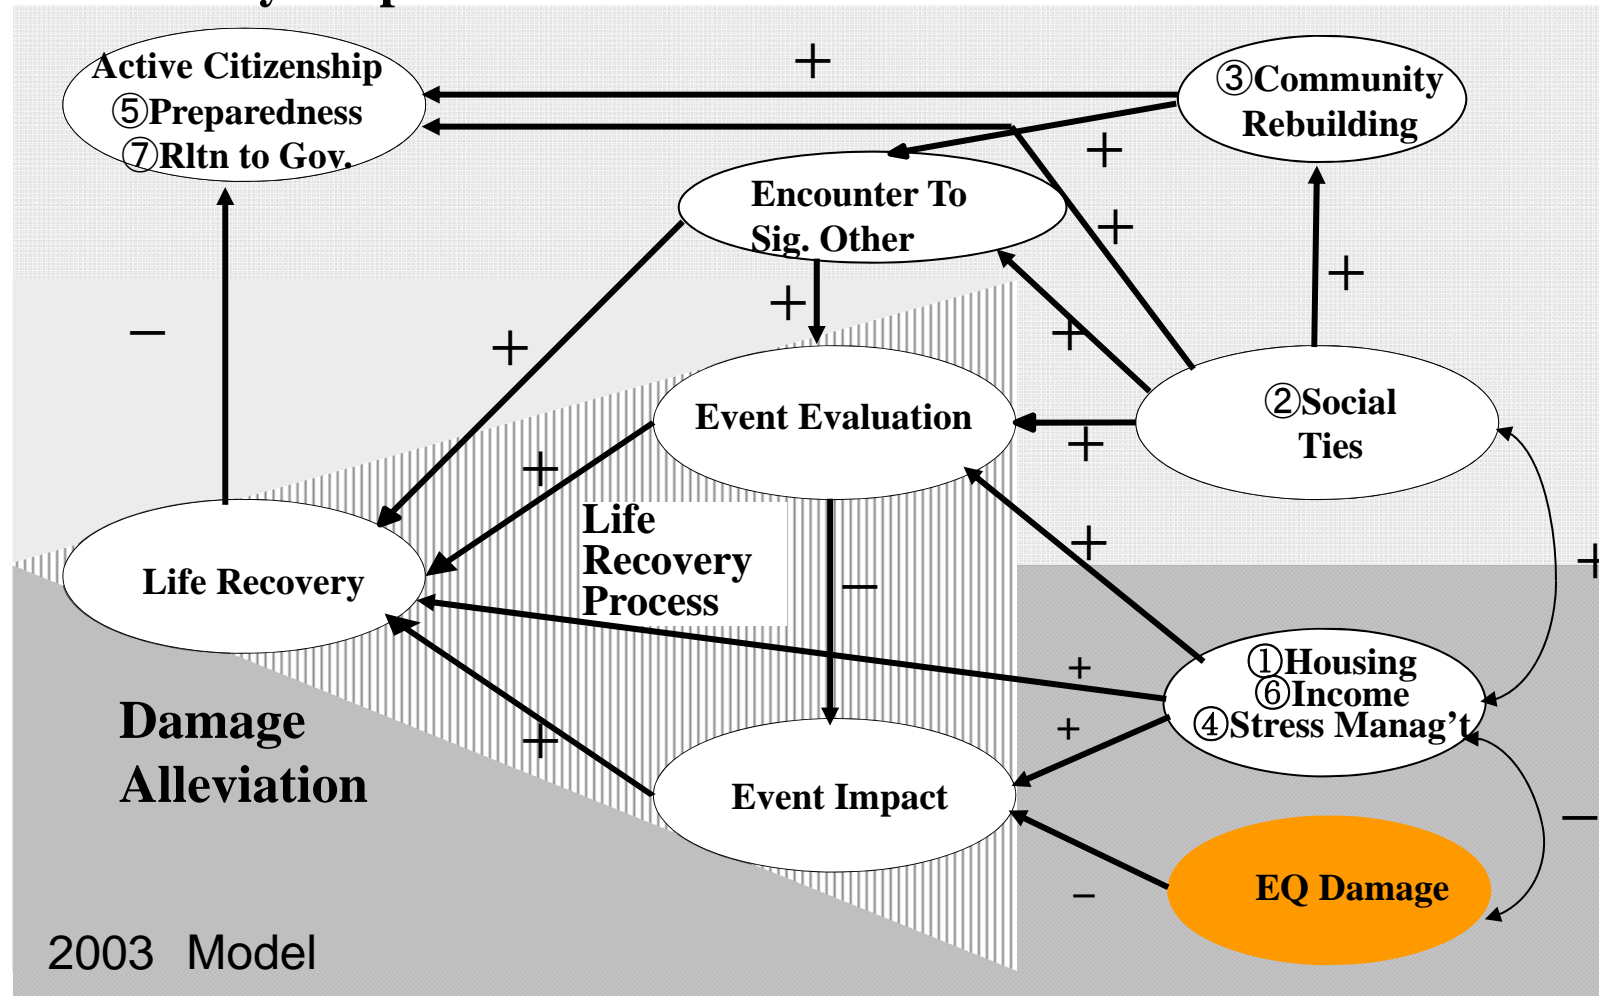 +
Active Citizenship
⑤Preparedness
⑦Rltn to Gov.
③Community
Rebuilding
+
Encounter To
Sig. Other
+
+
+
−
+
+
Event Evaluation
②Social
Ties
+
+
Life
Recovery
Process
+
+
Life Recovery
−
①Housing
⑥Income
④Stress Manag’t
+
+
+
Damage
Alleviation
Event Impact
−
EQ Damage
−
2003 Model